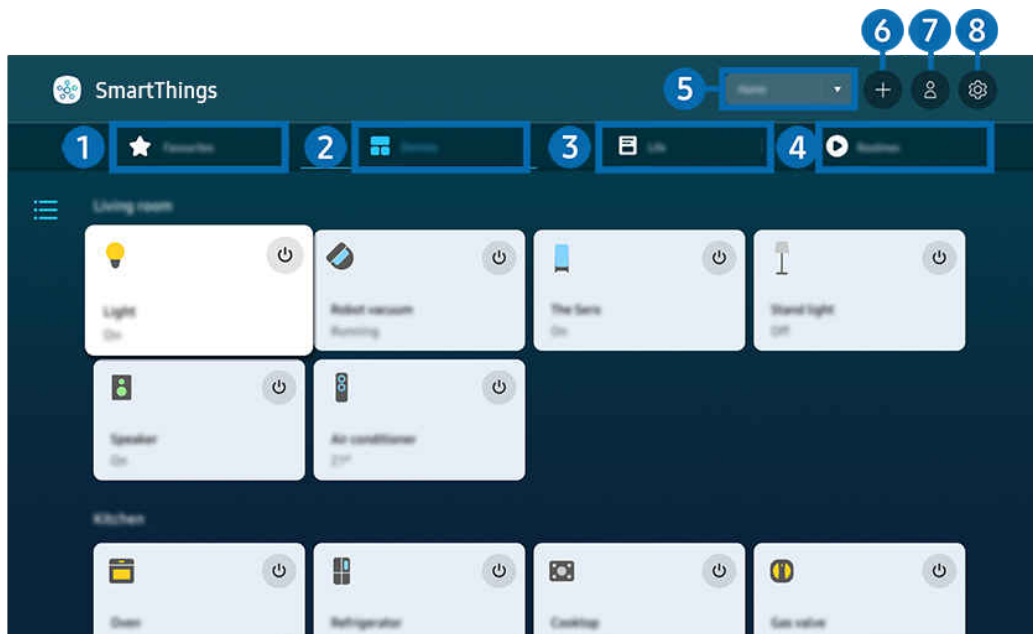 6 7 8
SmartThings
5
Home
1
Favourites
2
Devices
3
Life
4
Routines
Living room
Light
On
Robot vacuum
Running
The Sero
On
Stand light
Off
Speaker
On
Air conditioner
21°
Kitchen
Oven
Refrigerator
Cooktop
Gas valve